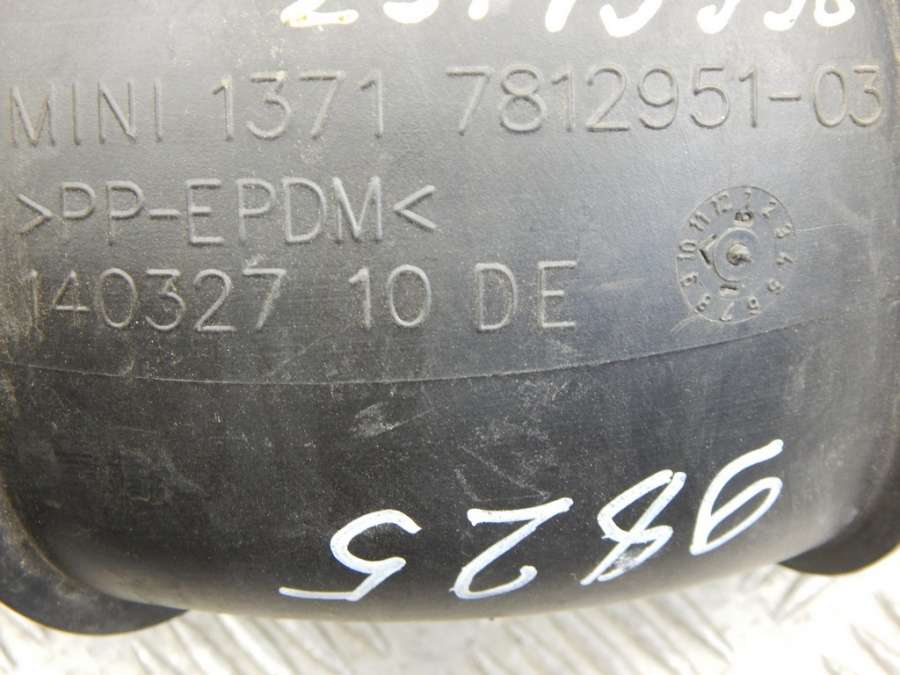 MINI 1371 7812951-03
>PP-EPDM<
140327 10 DE
9825